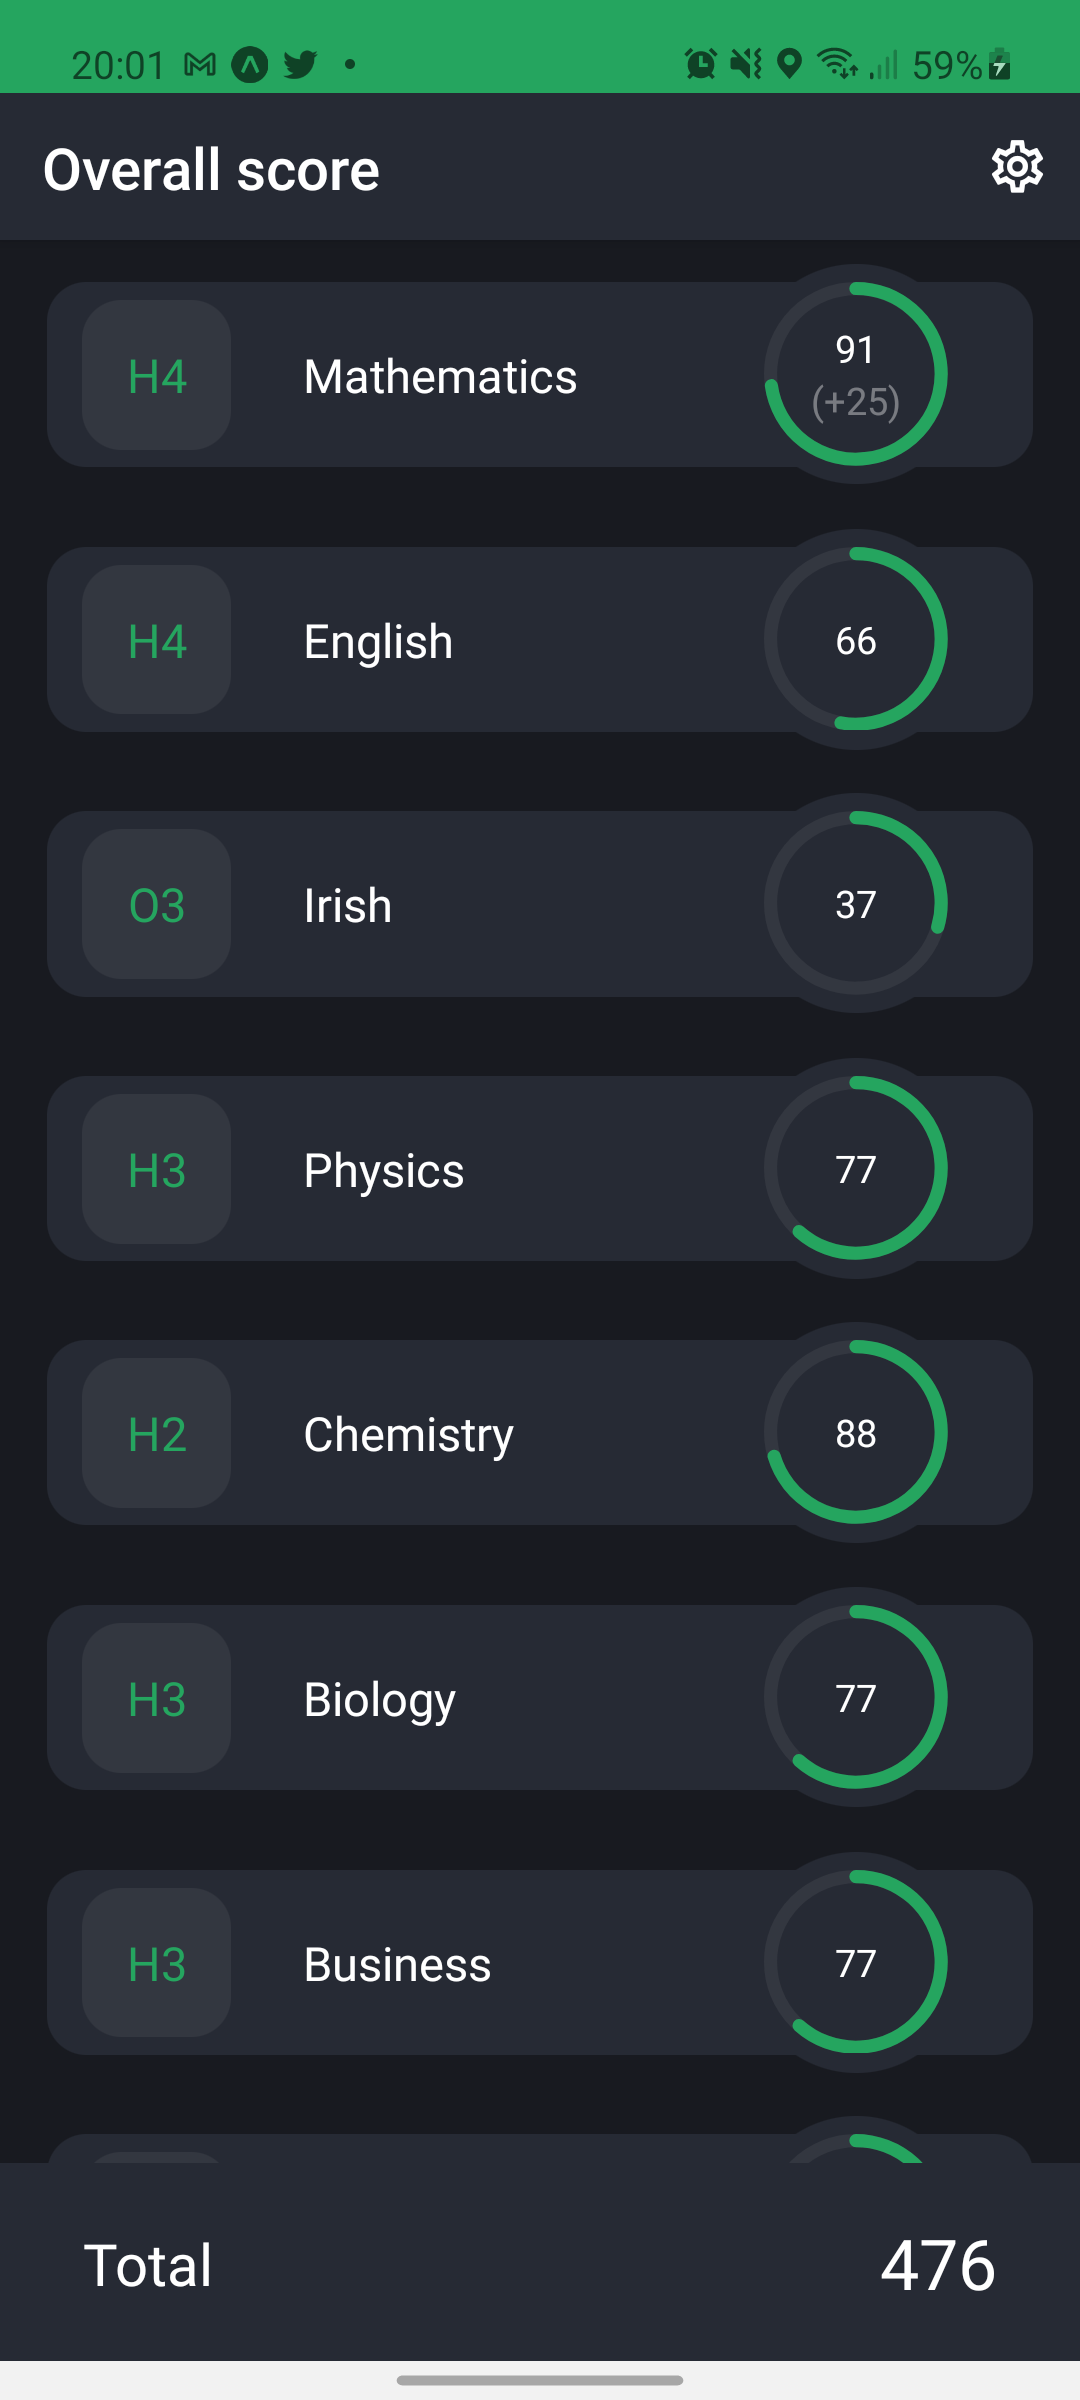 20:01 59%
Overall score
H4 Mathematics 91
(+25)
H4 English 66
O3 Irish 37
H3 Physics 77
H2 Chemistry 88
H3 Biology 77
H3 Business 77
Total 476